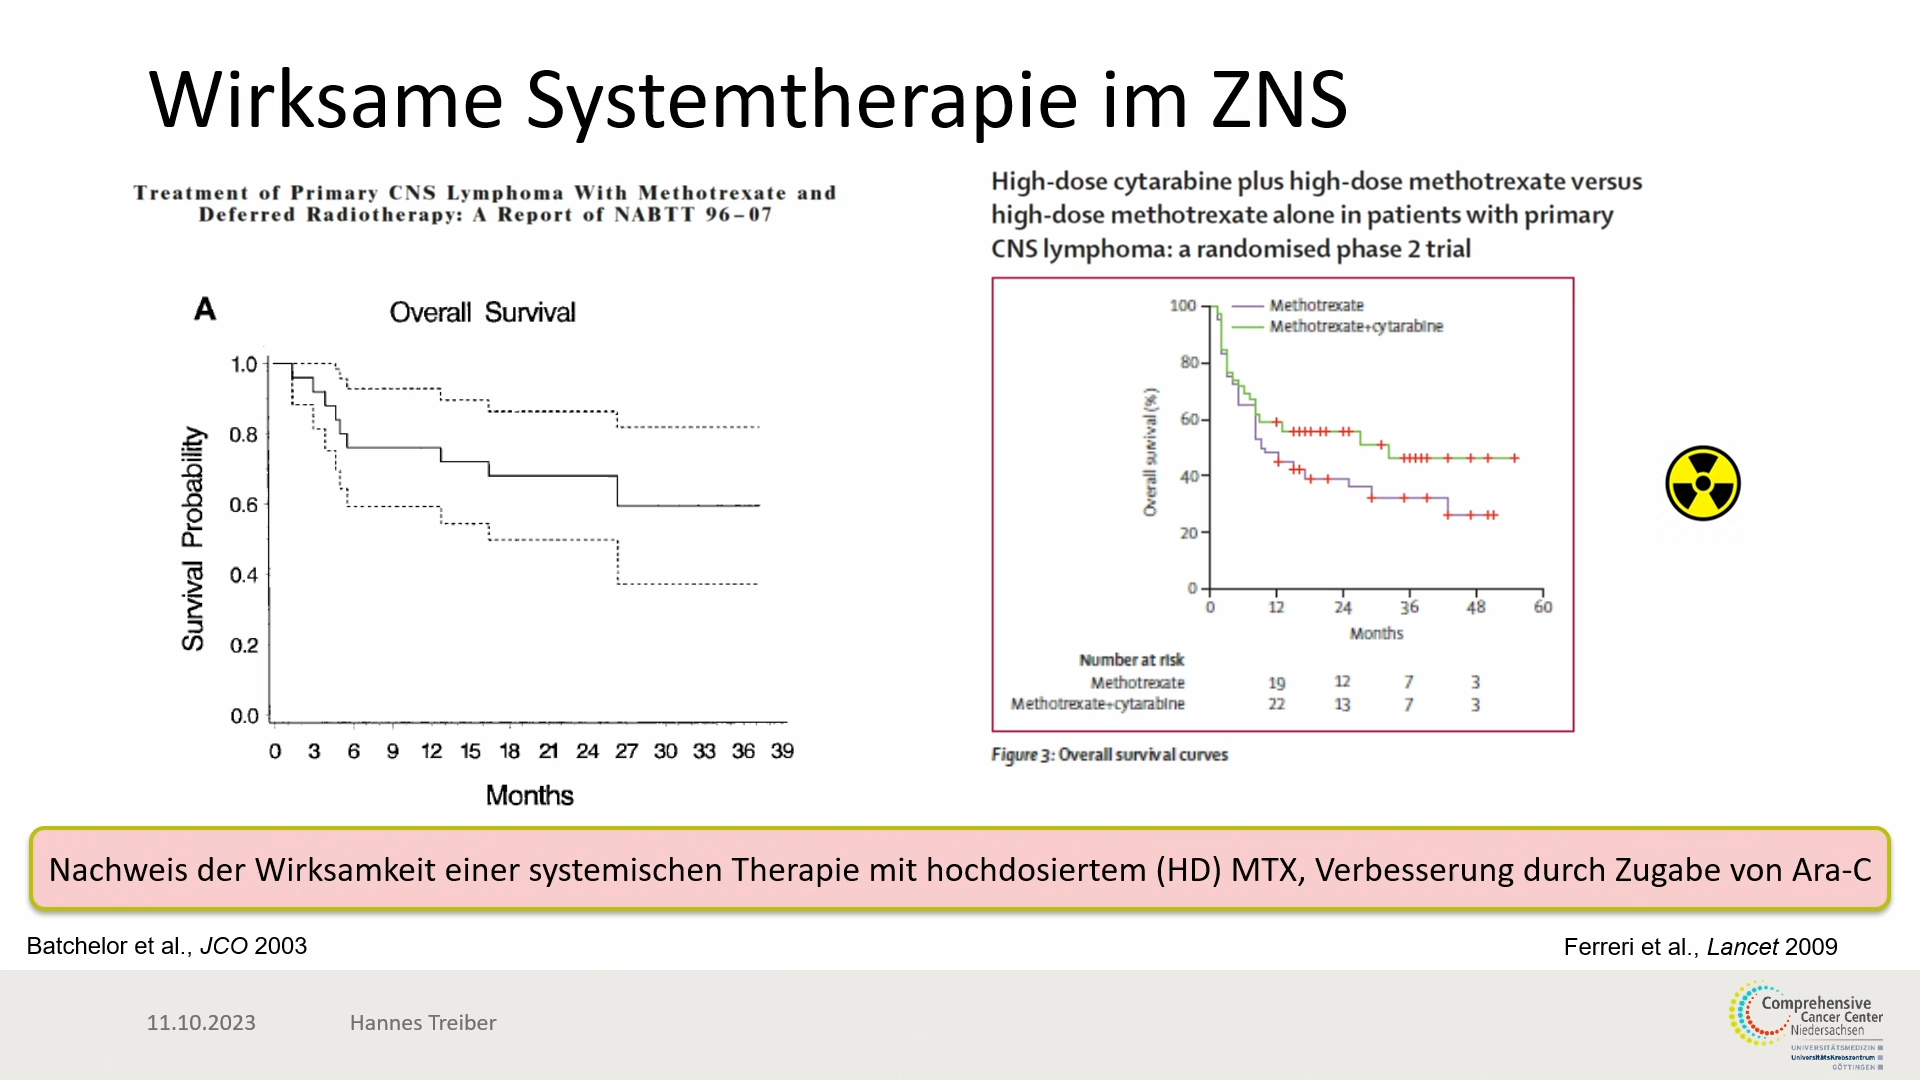 Wirksame Systemtherapie im ZNS
Treatment of Primary CNS Lymphoma With Methotrexate and
Deferred Radiotherapy: A Report of NABTT 96–07
A
Overall Survival
Survival Probability
1.0
0.8
0.6
0.4
0.2
0.0
0 3 6 9 12 15 18 21 24 27 30 33 36 39
Months
High-dose cytarabine plus high-dose methotrexate versus
high-dose methotrexate alone in patients with primary
CNS lymphoma: a randomised phase 2 trial
Methotrexate
Methotrexate+cytarabine
Overall survival (%)
100
80
60
40
20
0
0 12 24 36 48 60
Months
Number at risk
Methotrexate 19 12 7 3
Methotrexate+cytarabine 22 13 7 3
Figure 3: Overall survival curves
Nachweis der Wirksamkeit einer systemischen Therapie mit hochdosiertem (HD) MTX, Verbesserung durch Zugabe von Ara-C
Batchelor et al., JCO 2003
Ferreri et al., Lancet 2009
11.10.2023
Hannes Treiber
Comprehensive
Cancer Center
Niedersachsen
UNIVERSITÄTSMEDIZIN
UniversitätsKrebszentrum
GÖTTINGEN